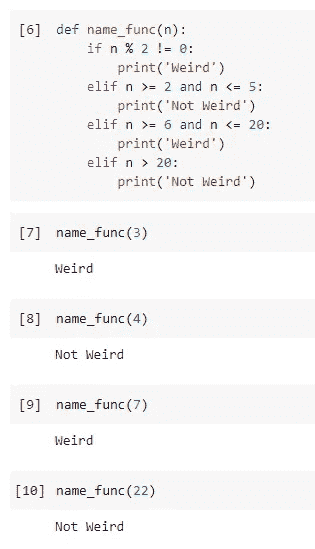 [6] def name_func(n):
        if n % 2 != 0:
            print('Weird')
        elif n >= 2 and n <= 5:
            print('Not Weird')
        elif n >= 6 and n <= 20:
            print('Weird')
        elif n > 20:
            print('Not Weird')
[7] name_func(3)
Weird
[8] name_func(4)
Not Weird
[9] name_func(7)
Weird
[10] name_func(22)
Not Weird